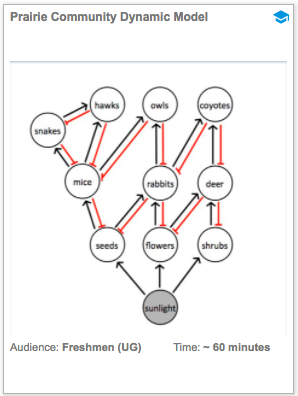 Prairie Community Dynamic Model
hawks owls coyotes
snakes
mice rabbits deer
seeds flowers shrubs
sunlight
Audience: Freshmen (UG) Time: ~ 60 minutes